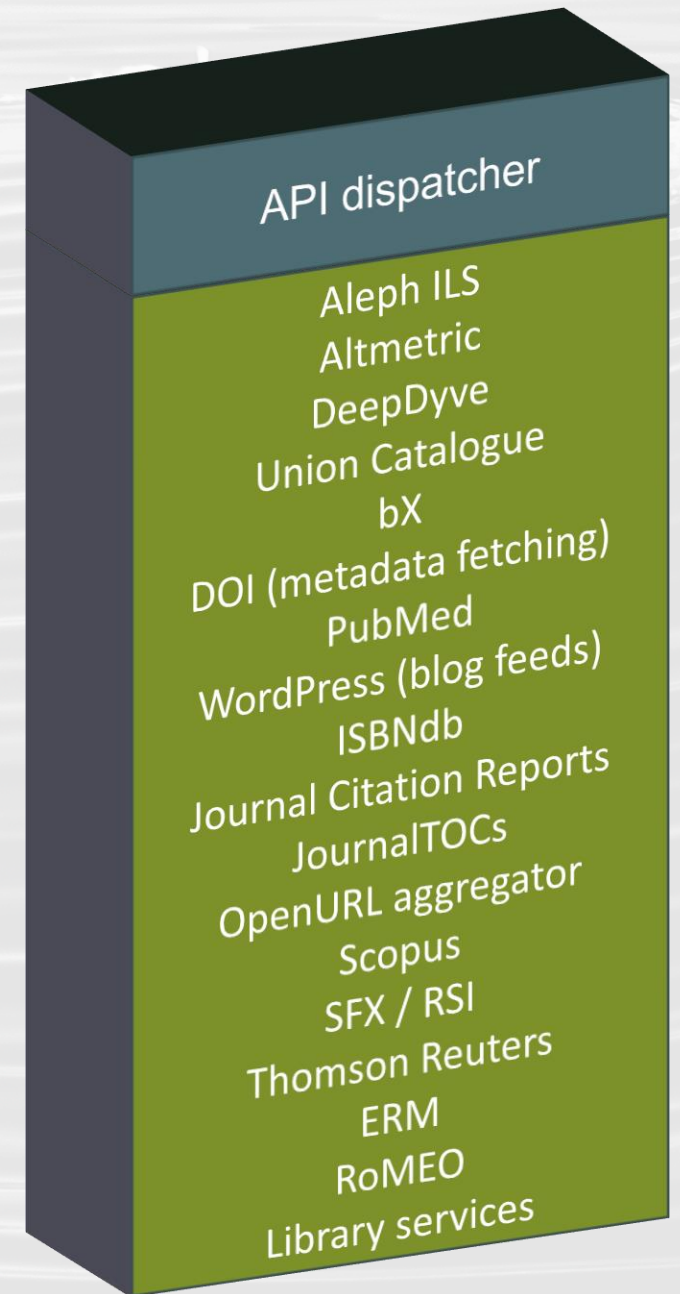 API dispatcher
Aleph ILS
Altmetric
DeepDyve
Union Catalogue
bX
DOI (metadata fetching)
PubMed
WordPress (blog feeds)
ISBNdb
Journal Citation Reports
JournalTOCs
OpenURL aggregator
Scopus
SFX / RSI
Thomson Reuters
ERM
RoMEO
Library services